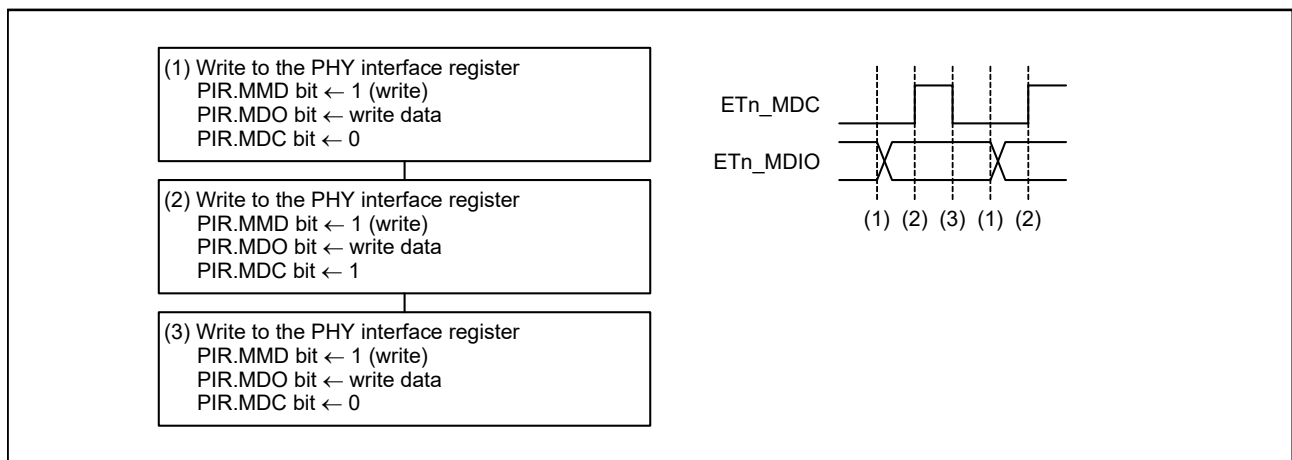 (1) Write to the PHY interface register
PIR.MMD bit ← 1 (write)
PIR.MDO bit ← write data
PIR.MDC bit ← 0
(2) Write to the PHY interface register
PIR.MMD bit ← 1 (write)
PIR.MDO bit ← write data
PIR.MDC bit ← 1
(3) Write to the PHY interface register
PIR.MMD bit ← 1 (write)
PIR.MDO bit ← write data
PIR.MDC bit ← 0
ETn_MDC
ETn_MDIO
(1) (2) (3) (1) (2)